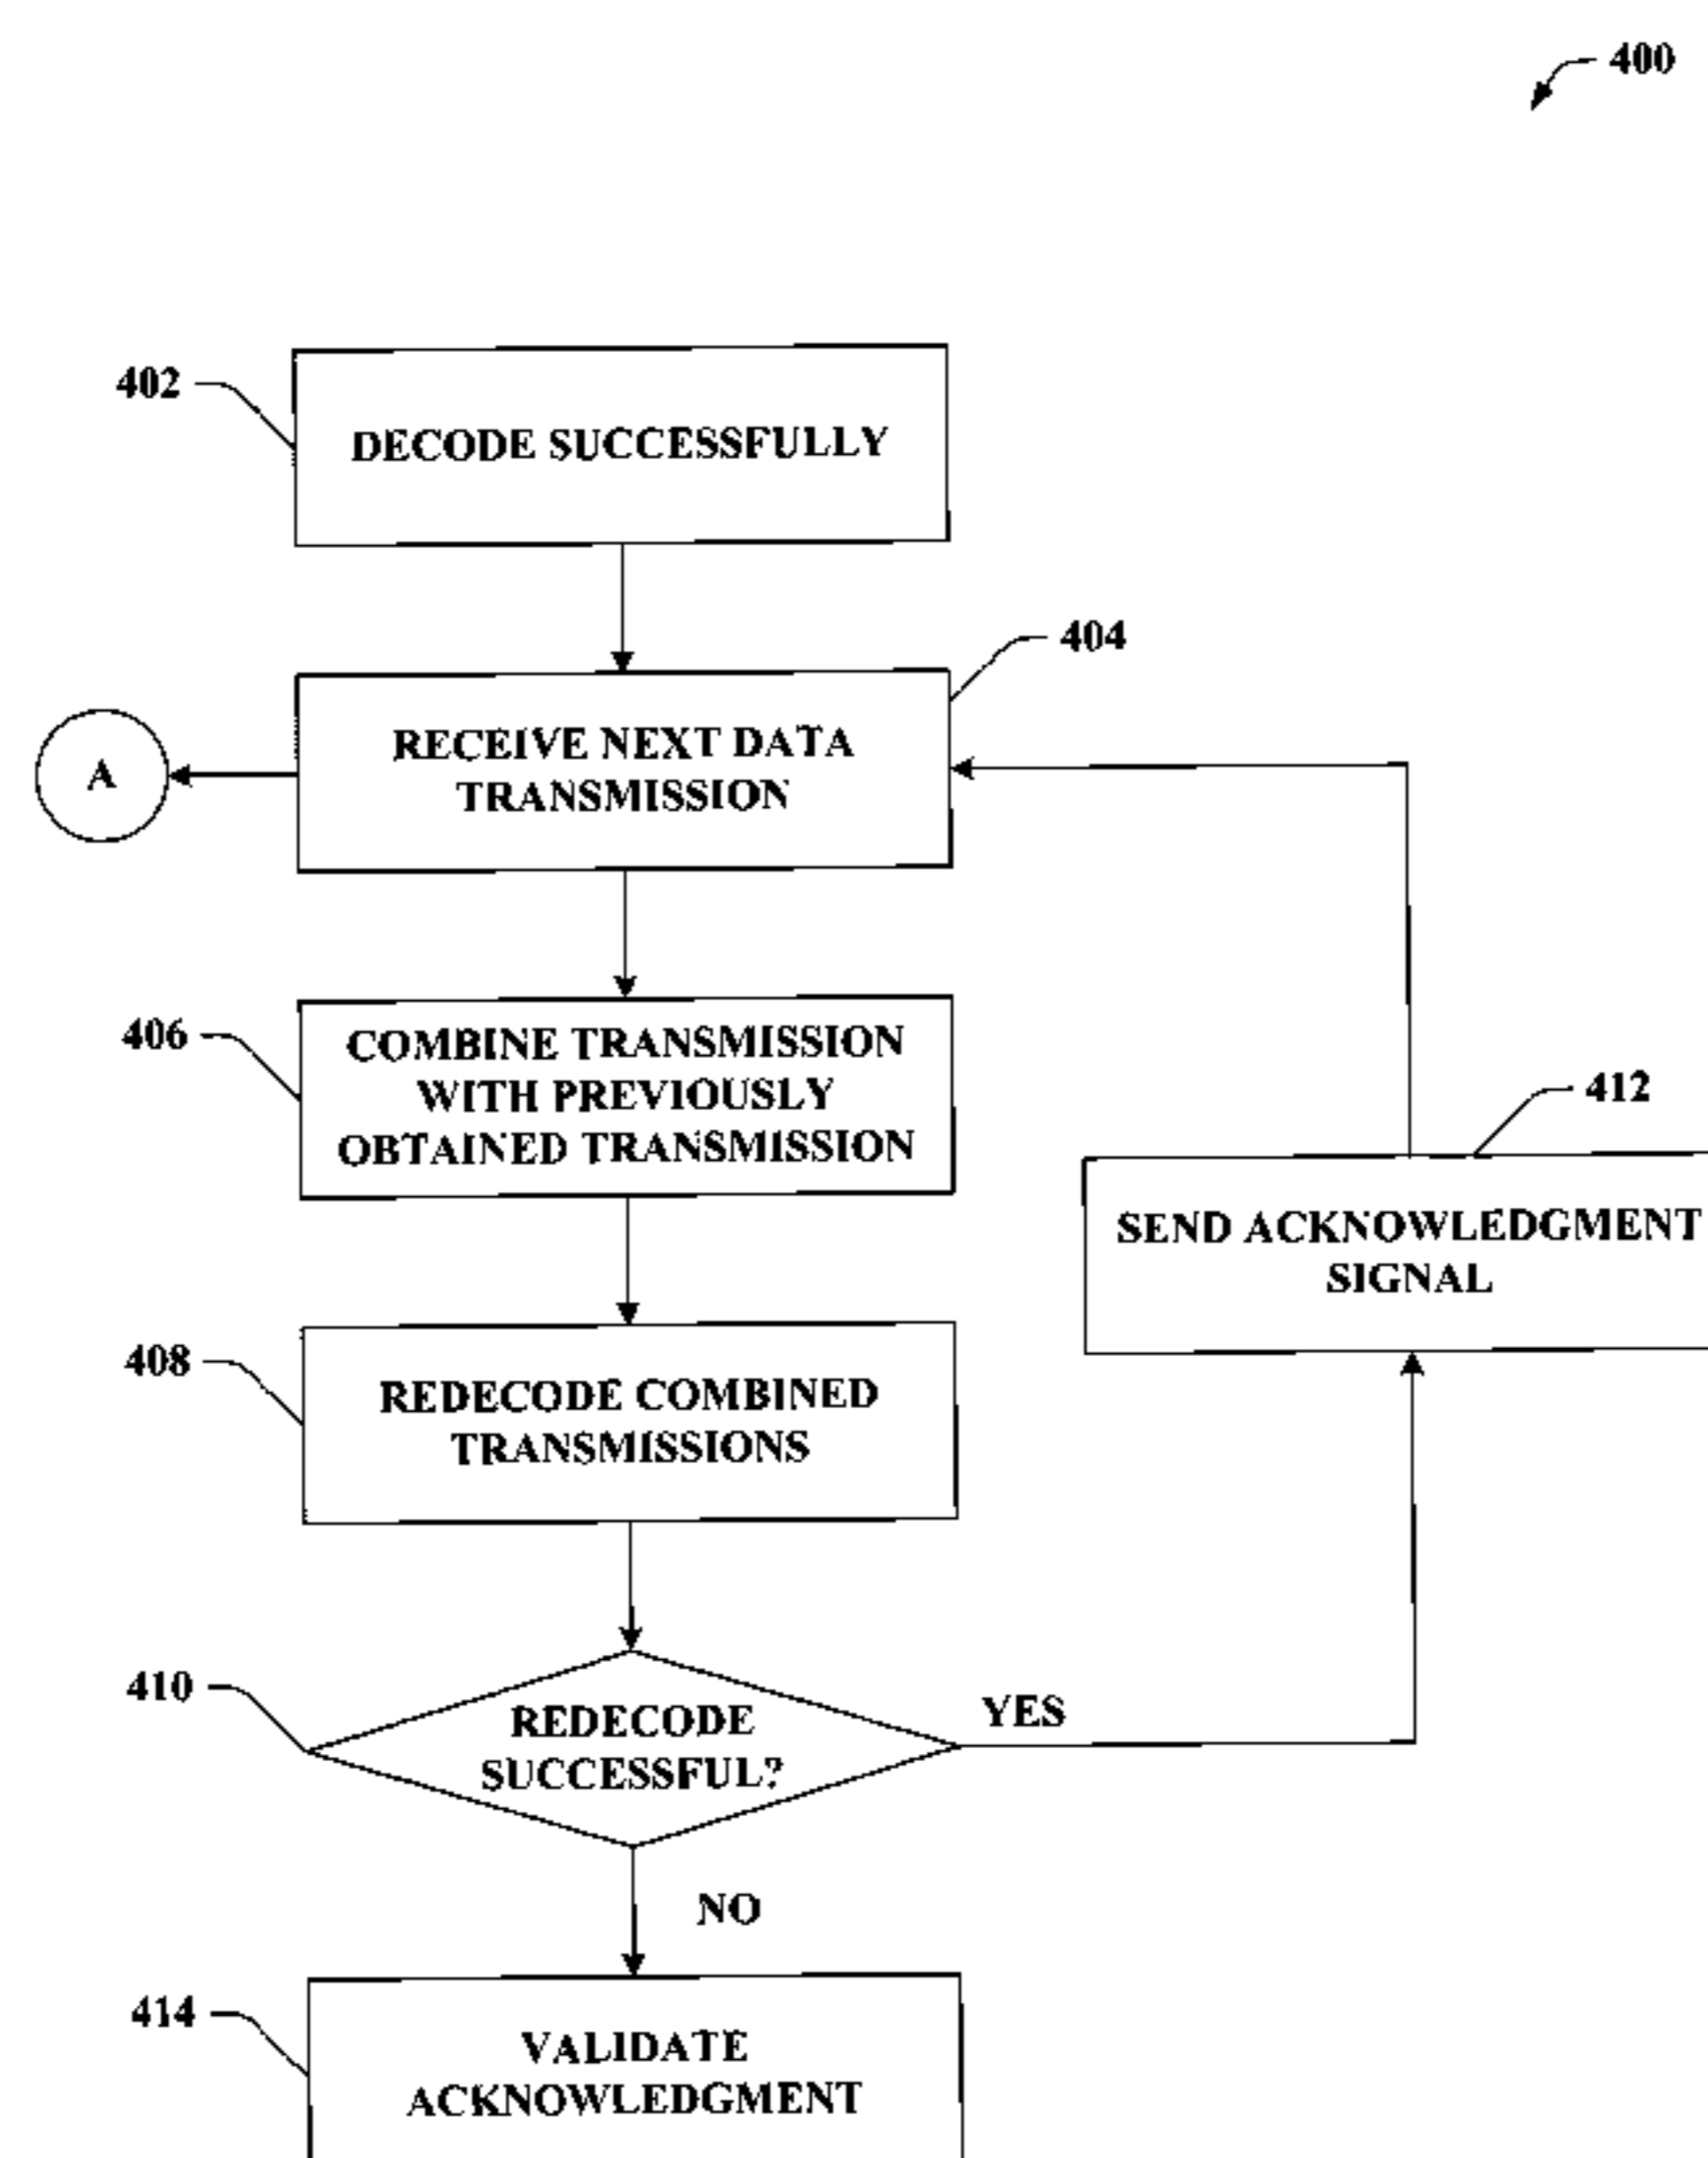 400
402
DECODE SUCCESSFULLY
404
A
RECEIVE NEXT DATA
TRANSMISSION
406
COMBINE TRANSMISSION
WITH PREVIOUSLY
OBTAINED TRANSMISSION
412
SEND ACKNOWLEDGMENT
SIGNAL
408
REDECODE COMBINED
TRANSMISSIONS
410
REDECODE
SUCCESSFUL?
YES
NO
414
VALIDATE
ACKNOWLEDGMENT